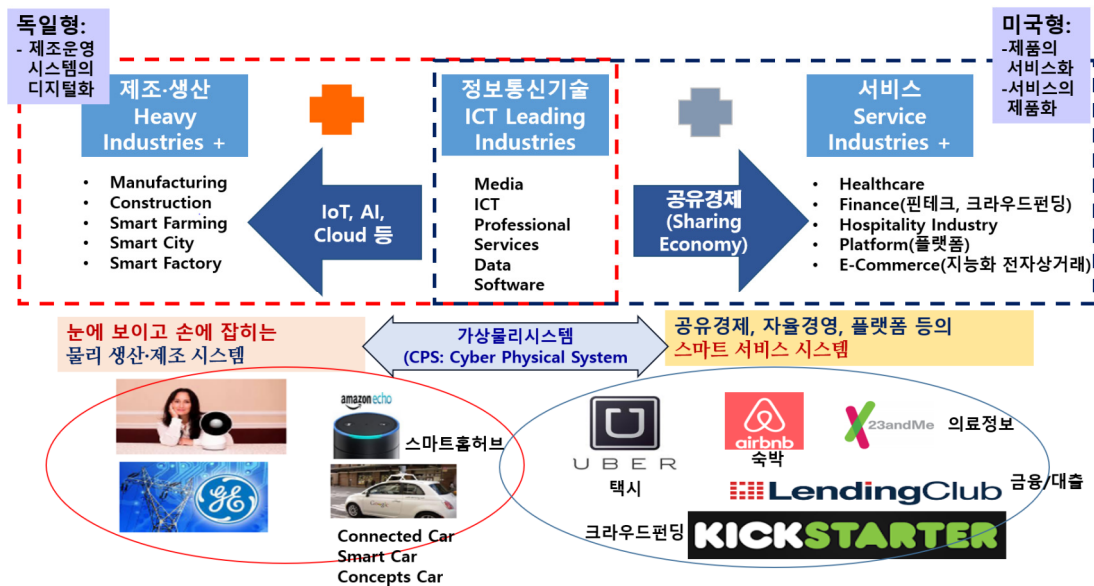 독일형:
- 제조운영
시스템의
디지털화
미국형:
-제품의
서비스화
-서비스의
제품화
제조·생산
Heavy
Industries +
정보통신기술
ICT Leading
Industries
서비스
Service
Industries +
• Manufacturing
• Construction
• Smart Farming
• Smart City
• Smart Factory
IoT, AI,
Cloud 등
Media
ICT
Professional
Services
Data
Software
공유경제
(Sharing
Economy)
• Healthcare
• Finance(핀테크, 크라우드펀딩)
• Hospitality Industry
• Platform(플랫폼)
• E-Commerce(지능화 전자상거래)
눈에 보이고 손에 잡히는
물리 생산·제조 시스템
가상물리시스템
(CPS: Cyber Physical System
공유경제, 자율경영, 플랫폼 등의
스마트 서비스 시스템
amazon echo
스마트홈허브
GE
Connected Car
Smart Car
Concepts Car
U
UBER
택시
airbnb
숙박
23andMe
의료정보
LendingClub
금융/대출
크라우드펀딩
KICKSTARTER